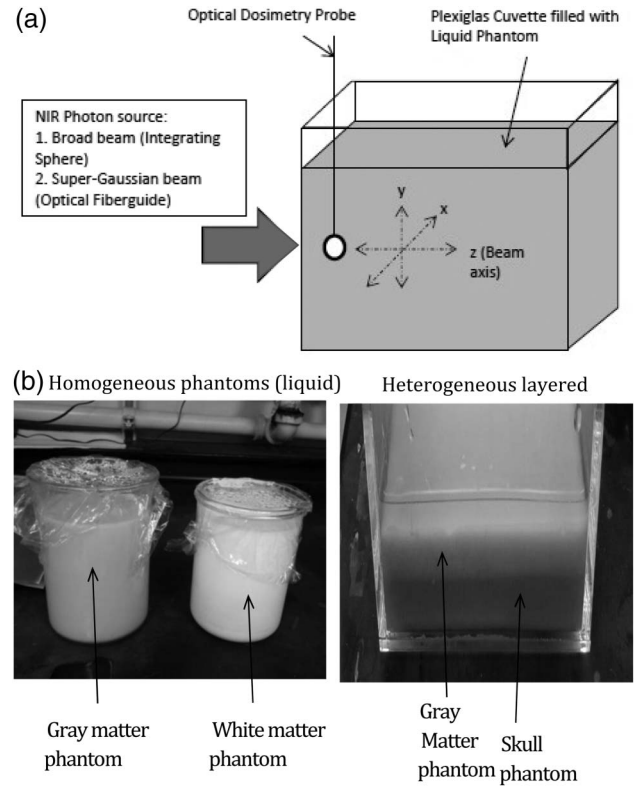 (a)
Optical Dosimetry Probe
Plexiglas Cuvette filled with
Liquid Phantom
NIR Photon source:
1. Broad beam (Integrating
Sphere)
2. Super-Gaussian beam
(Optical Fiberguide)
y
x
z (Beam
axis)
(b) Homogeneous phantoms (liquid)
Heterogeneous layered
Gray matter
phantom
White matter
phantom
Gray
Matter
phantom
Skull
phantom